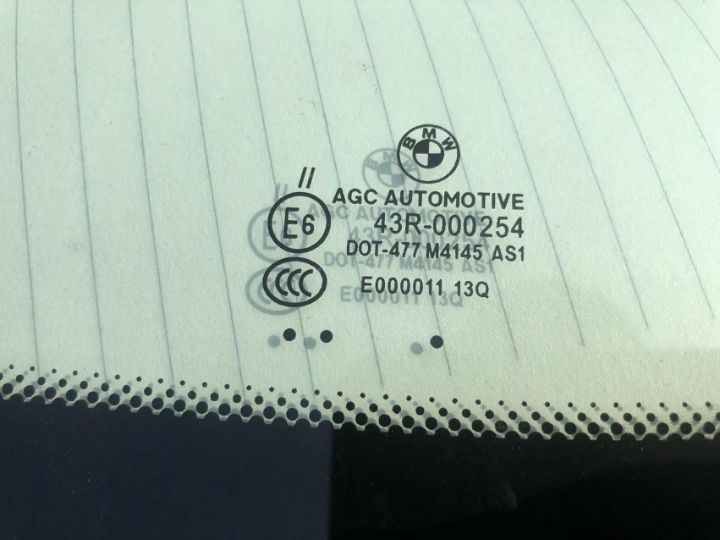 BMW
//
AGC AUTOMOTIVE
E6 43R-000254
DOT-477 M4145 AS1
CCC E000011 13Q